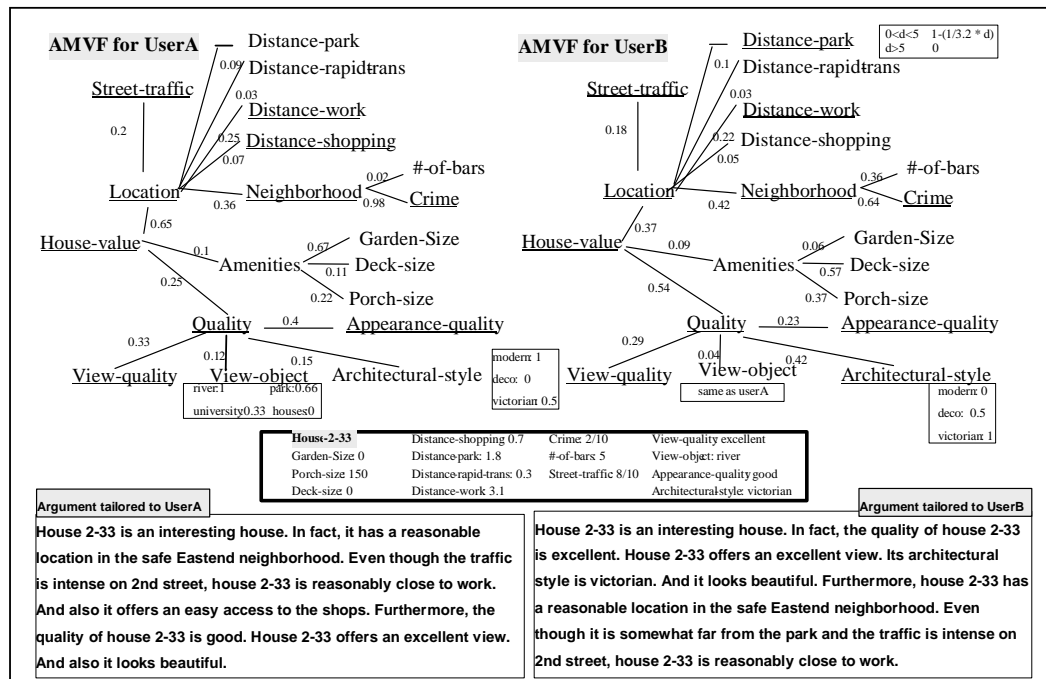 AMVF for UserA
Distance-park
0.09
Distance-rapid-trans
Street-traffic
0.03
Distance-work
0.2
0.25
Distance-shopping
0.07
#-of-bars
0.02
Location
Neighborhood
0.36
0.98
Crime
0.65
House-value
0.67
Garden-Size
0.1
Amenities
0.11
Deck-size
0.25
0.22
Porch-size
Quality
0.4
Appearance-quality
0.33
0.12
0.15
View-quality
View-object
Architectural-style
river:1 park:0.66
university:0.33 houses:0
modern: 1
deco: 0
victorian: 0.5
AMVF for UserB
Distance-park
0<d<5 1-(1/3.2 * d)
d>5 0
0.1
Distance-rapid-trans
Street-traffic
0.03
Distance-work
0.18
0.22
Distance-shopping
0.05
#-of-bars
0.36
Location
Neighborhood
0.42
0.64
Crime
0.37
House-value
0.06
Garden-Size
0.09
Amenities
0.57
Deck-size
0.54
0.37
Porch-size
Quality
0.23
Appearance-quality
0.29
0.04
0.42
View-quality
View-object
Architectural-style
same as userA
modern: 0
deco: 0.5
victorian: 1
House-2-33 Distance-shopping 0.7 Crime: 2/10 View-quality: excellent
Garden-Size: 0 Distance-park: 1.8 #-of-bars: 5 View-object: river
Porch-size: 150 Distance-rapid-trans: 0.3 Street-traffic 8/10 Appearance-quality: good
Deck-size: 0 Distance-work 3.1 Architectural-style: victorian
Argument tailored to UserA
House 2-33 is an interesting house. In fact, it has a reasonable
location in the safe Eastend neighborhood. Even though the traffic
is intense on 2nd street, house 2-33 is reasonably close to work.
And also it offers an easy access to the shops. Furthermore, the
quality of house 2-33 is good. House 2-33 offers an excellent view.
And also it looks beautiful.
Argument tailored to UserB
House 2-33 is an interesting house. In fact, the quality of house 2-33
is excellent. House 2-33 offers an excellent view. Its architectural
style is victorian. And it looks beautiful. Furthermore, house 2-33 has
a reasonable location in the safe Eastend neighborhood. Even
though it is somewhat far from the park and the traffic is intense on
2nd street, house 2-33 is reasonably close to work.